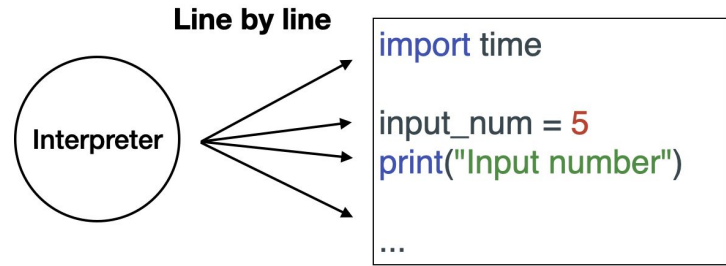 Line by line
Interpreter
import time
input_num = 5
print("Input number")
...